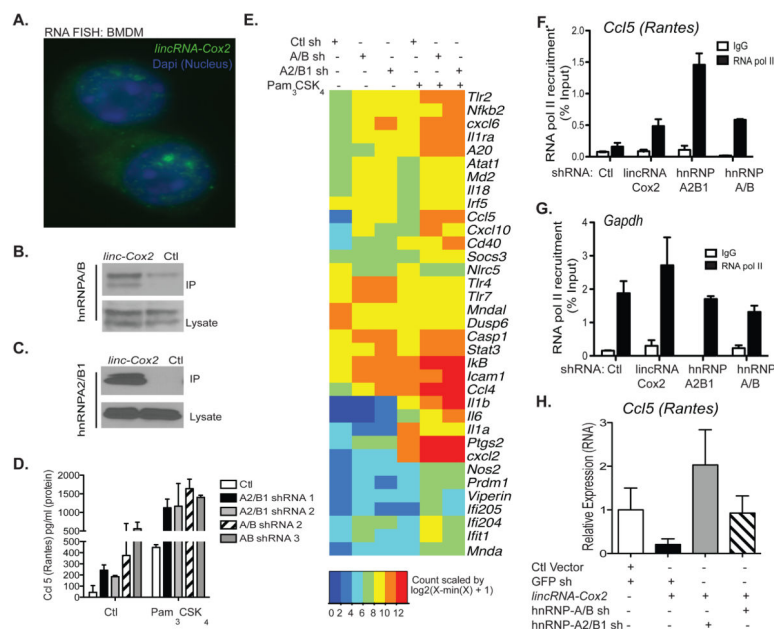 A.
RNA FISH: BMDM
lincRNA-Cox2
Dapi (Nucleus)
B.
linc-Cox2 Ctl
hnRNPA/B
IP
Lysate
C.
linc-Cox2 Ctl
hnRNPA2/B1
IP
Lysate
D.
Ccl 5 (Rantes) pg/ml (protein)
2000
1500
1000
500
400
300
200
100
0
Ctl
Pam3CSK4
Ctl
A2/B1 shRNA 1
A2/B1 shRNA 2
A/B shRNA 2
AB shRNA 3
E.
Ctl sh + - - + - -
A/B sh - + - - + -
A2/B1 sh - - + - - +
Pam3CSK4 - - - + + +
Tlr2
Nfkb2
cxcl6
Il1ra
A20
Atat1
Md2
Il18
Irf5
Ccl5
Cxcl10
Cd40
Socs3
Nlrc5
Tlr4
Tlr7
Mndal
Dusp6
Casp1
Stat3
IkB
Icam1
Ccl4
Il1b
Il6
Il1a
Ptgs2
cxcl2
Nos2
Prdm1
Viperin
Ifi205
Ifi204
Ifit1
Mnda
Count scaled by
log2(X-min(X) + 1)
0 2 4 6 8 10 12
F.
Ccl5 (Rantes)
RNA pol II recruitment
(% Input)
2.0
1.5
1.0
0.5
0.0
IgG
RNA pol II
shRNA: Ctl lincRNA Cox2 hnRNP A2B1 hnRNP A/B
G.
Gapdh
RNA pol II recruitment
(% Input)
4
3
2
1
0
IgG
RNA pol II
shRNA: Ctl lincRNA Cox2 hnRNP A2B1 hnRNP A/B
H.
Ccl5 (Rantes)
Relative Expression (RNA)
3
2
1
0
Ctl Vector + - - -
GFP sh + + - -
lincRNA-Cox2 - + + +
hnRNP-A/B sh - - - +
hnRNP-A2/B1 sh - - + -